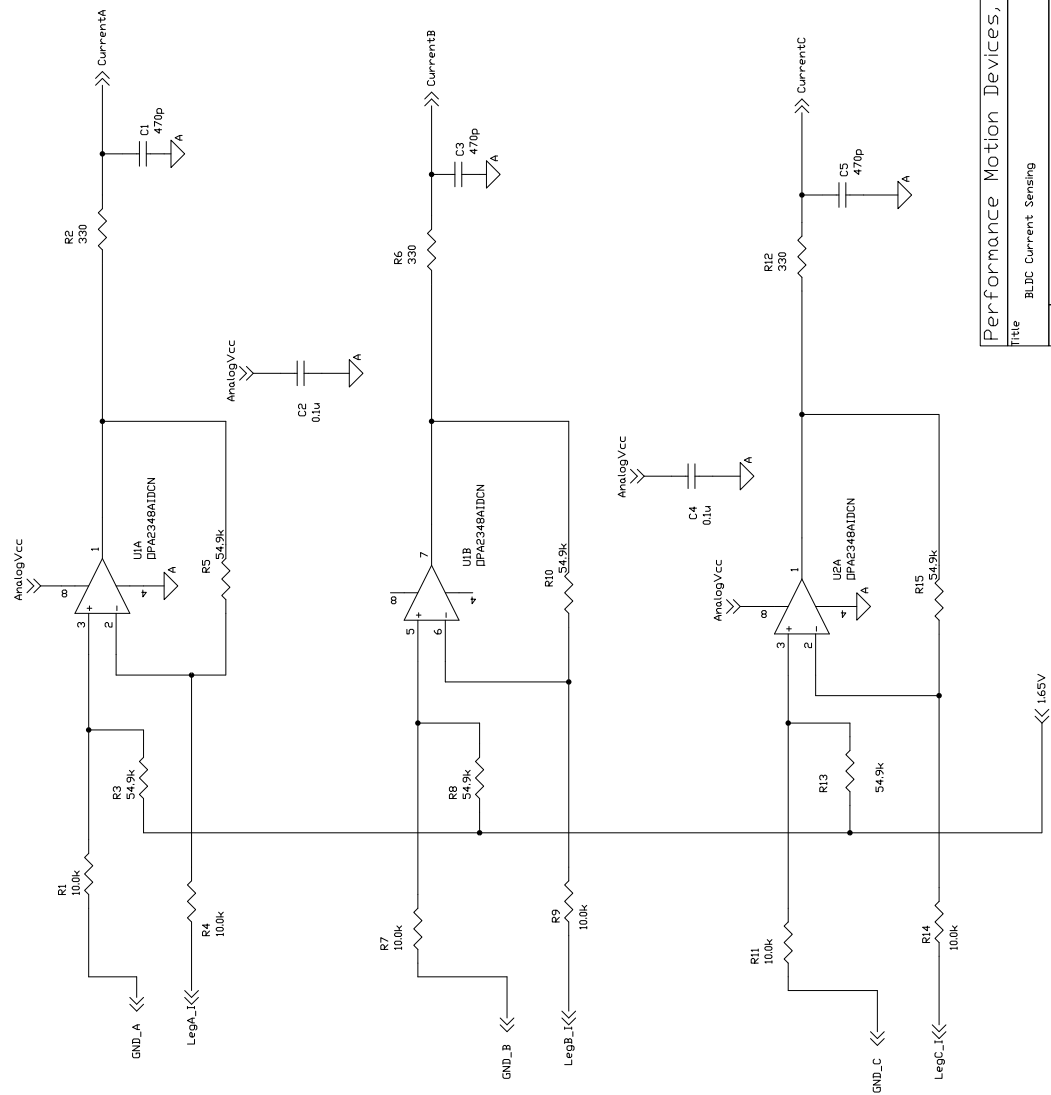 CurrentA
R2
330
C1
470p
A
AnalogVcc
8
3
+
2
-
1
4
A
U1A
OPA2348AIDCN
R5
54.9k
R1
10.0k
R3
54.9k
R4
10.0k
GND_A
LegA_I
AnalogVcc
C2
0.1u
A
CurrentB
R6
330
C3
470p
A
8
5
+
6
-
7
4
U1B
OPA2348AIDCN
R10
54.9k
R8
54.9k
R7
10.0k
R9
10.0k
GND_B
LegB_I
AnalogVcc
C4
0.1u
A
CurrentC
R12
330
C5
470p
A
AnalogVcc
8
3
+
2
-
1
4
A
U2A
OPA2348AIDCN
R15
54.9k
R13
54.9k
R11
10.0k
R14
10.0k
GND_C
LegC_I
1.65V
Performance Motion Devices,
Title
BLDC Current Sensing